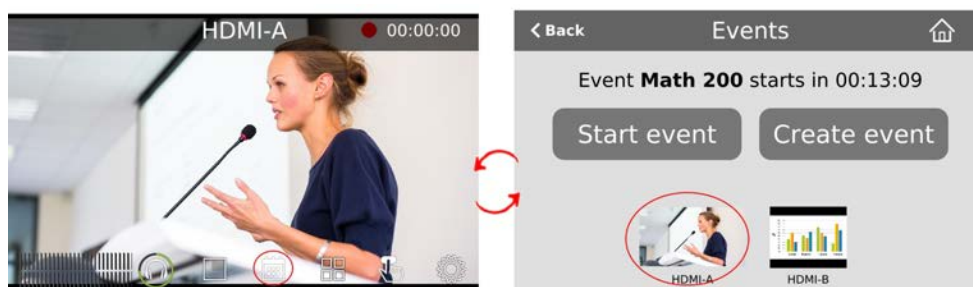 HDMI-A
00:00:00
Back
Events
Event Math 200 starts in 00:13:09
Start event
Create event
HDMI-A
HDMI-B